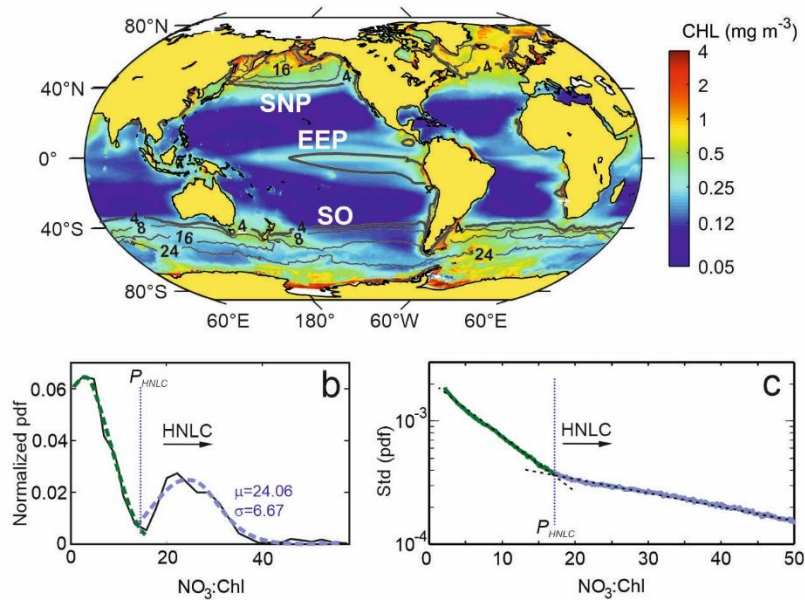 CHL (mg m⁻³)
80°N
40°N
0°
40°S
80°S
60°E
180°
60°W
60°E
16
4
4
4
SNP
EEP
SO
4
8
16
24
4
8
4
4
24
4
2
1
0.5
0.25
0.12
0.05
b
P_HNLC
HNLC
μ=24.06
σ=6.67
Normalized pdf
0.06
0.04
0.02
0
0
20
40
NO₃:Chl
c
HNLC
P_HNLC
Std (pdf)
10⁻³
10⁻⁴
0
10
20
30
40
50
NO₃:Chl